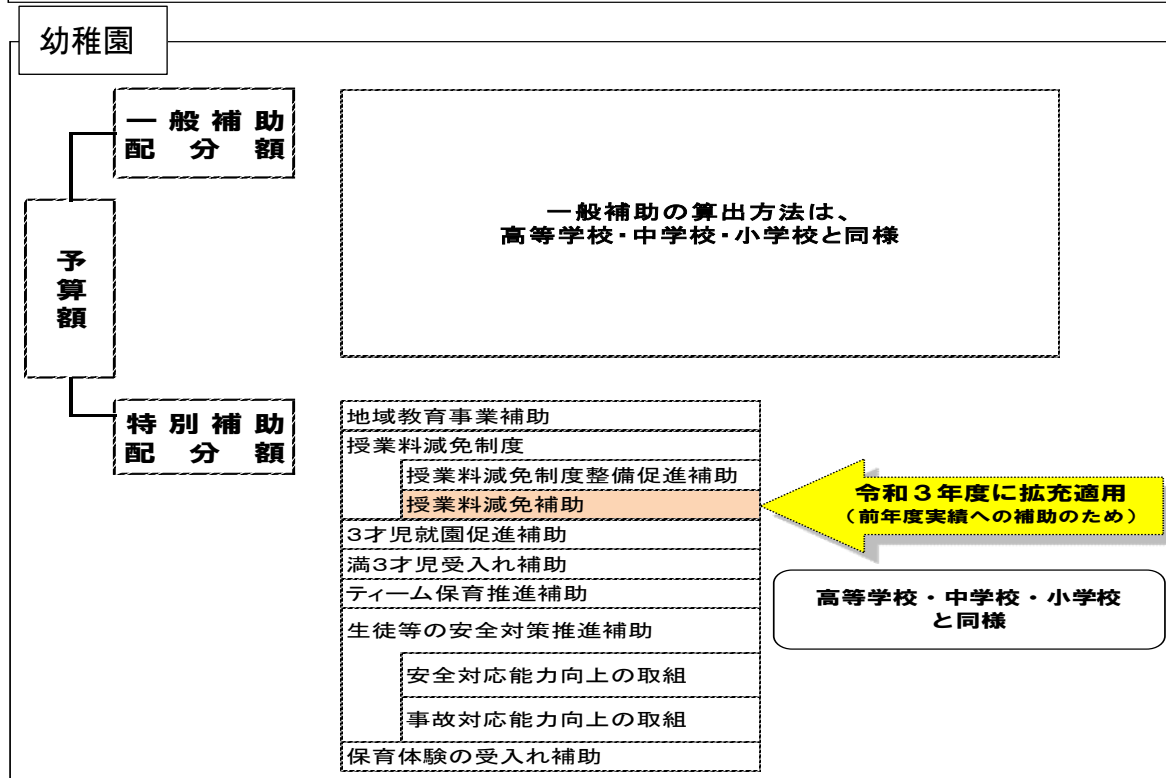 幼稚園
一般補助
配分額
一般補助の算出方法は、
高等学校・中学校・小学校と同様
予算額
特別補助
配分額
地域教育事業補助
授業料減免制度
授業料減免制度整備促進補助
授業料減免補助
令和３年度に拡充適用
（前年度実績への補助のため）
3才児就園促進補助
満3才児受入れ補助
ティーム保育推進補助
高等学校・中学校・小学校
と同様
生徒等の安全対策推進補助
安全対応能力向上の取組
事故対応能力向上の取組
保育体験の受入れ補助